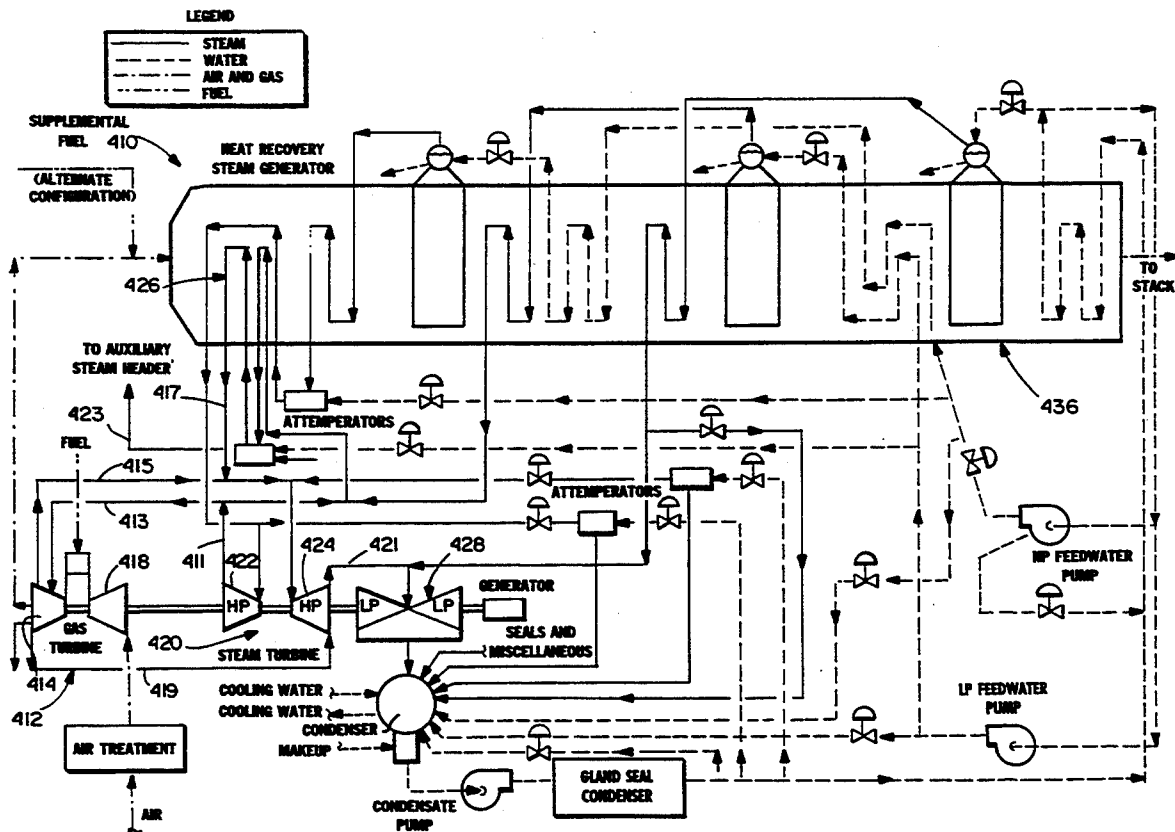 LEGEND
STEAM
WATER
AIR AND GAS
FUEL
SUPPLEMENTAL
FUEL
410
(ALTERNATE
CONFIGURATION)
HEAT RECOVERY
STEAM GENERATOR
426
TO
STACK
TO AUXILIARY
STEAM HEADER
417
423
ATTEMPERATORS
436
FUEL
415
ATTEMPERATORS
413
411
422
424
421
428
418
HP
HP
LP
LP
GENERATOR
HP FEEDWATER
PUMP
GAS
TURBINE
420
STEAM TURBINE
SEALS AND
MISCELLANEOUS
414
412
419
COOLING WATER
COOLING WATER
CONDENSER
MAKEUP
LP FEEDWATER
PUMP
AIR TREATMENT
GLAND SEAL
CONDENSER
CONDENSATE
PUMP
AIR